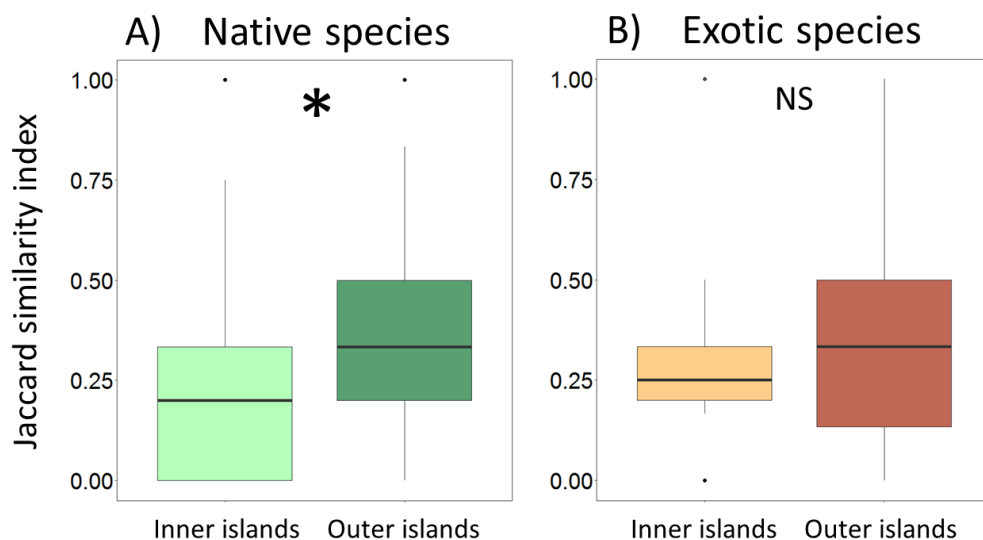 A) Native species
B) Exotic species
Jaccard similarity index
1.00
0.75
0.50
0.25
0.00
*
Inner islands
Outer islands
1.00
0.75
0.50
0.25
0.00
NS
Inner islands
Outer islands